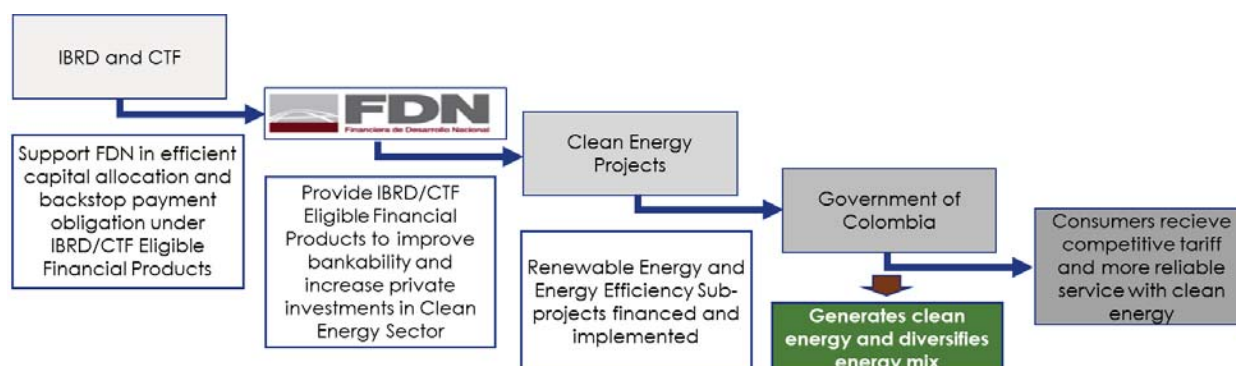 IBRD and CTF
Support FDN in efficient
capital allocation and
backstop payment
obligation under
IBRD/CTF Eligible
Financial Products
FDN
Financiera de Desarrollo Nacional
Provide IBRD/CTF
Eligible Financial
Products to improve
bankability and
increase private
investments in Clean
Energy Sector
Clean Energy
Projects
Renewable Energy and
Energy Efficiency Sub-
projects financed and
implemented
Government of
Colombia
Generates clean
energy and diversifies
energy mix
Consumers recieve
competitive tariff
and more reliable
service with clean
energy